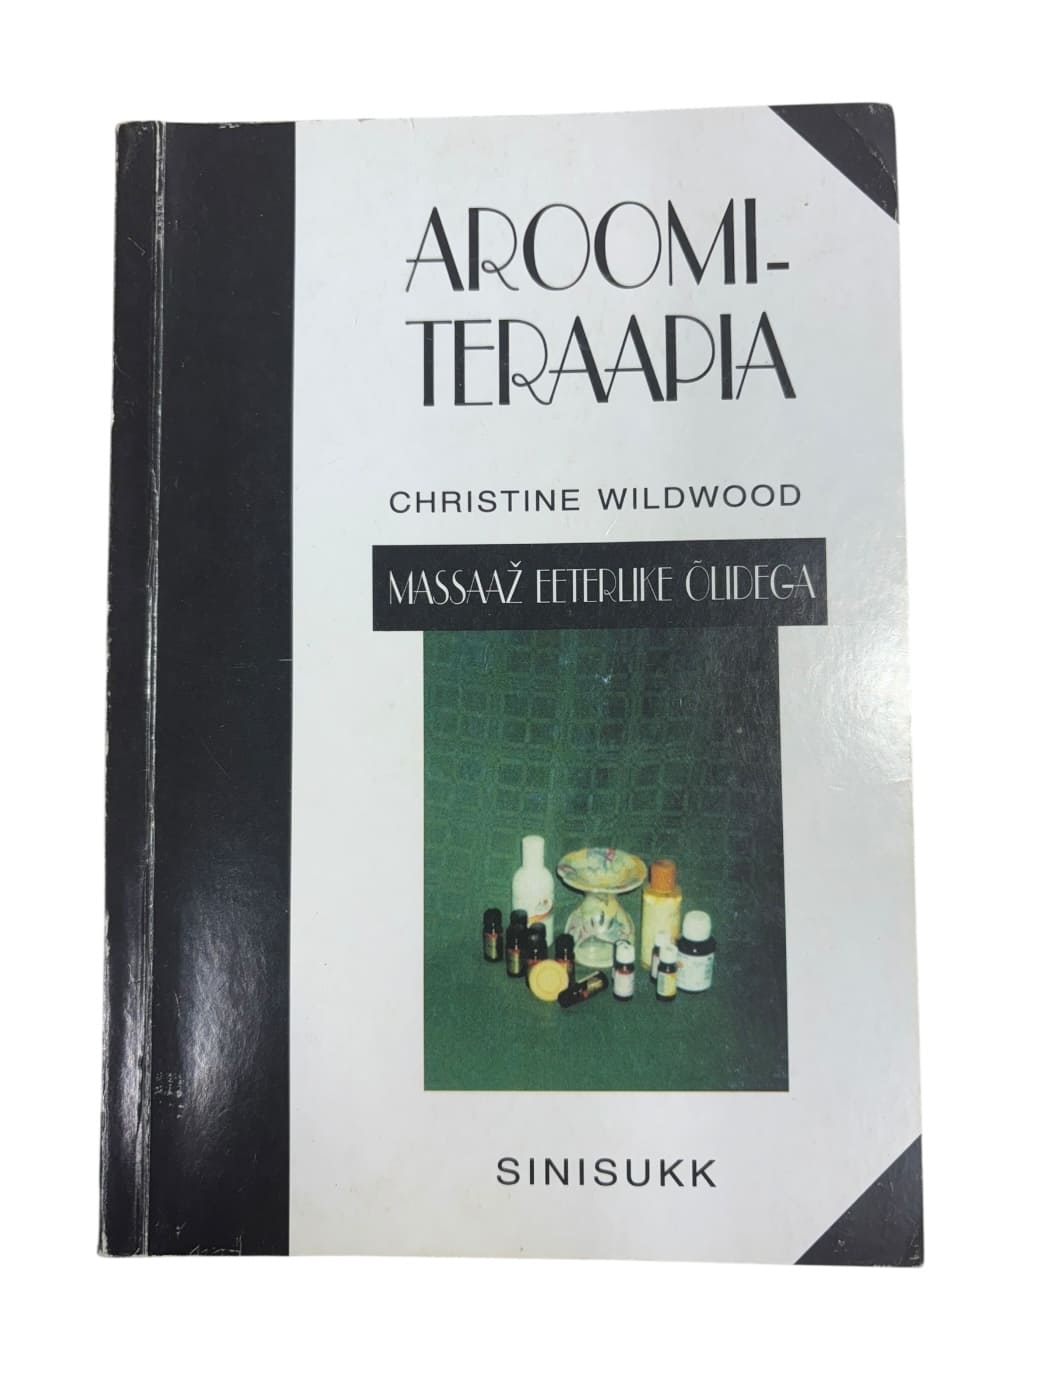 AROOMI-
TERAAPIA
CHRISTINE WILDWOOD
MASSAAŽ EETERLIKE ÕLIDEGA
SINISUKK